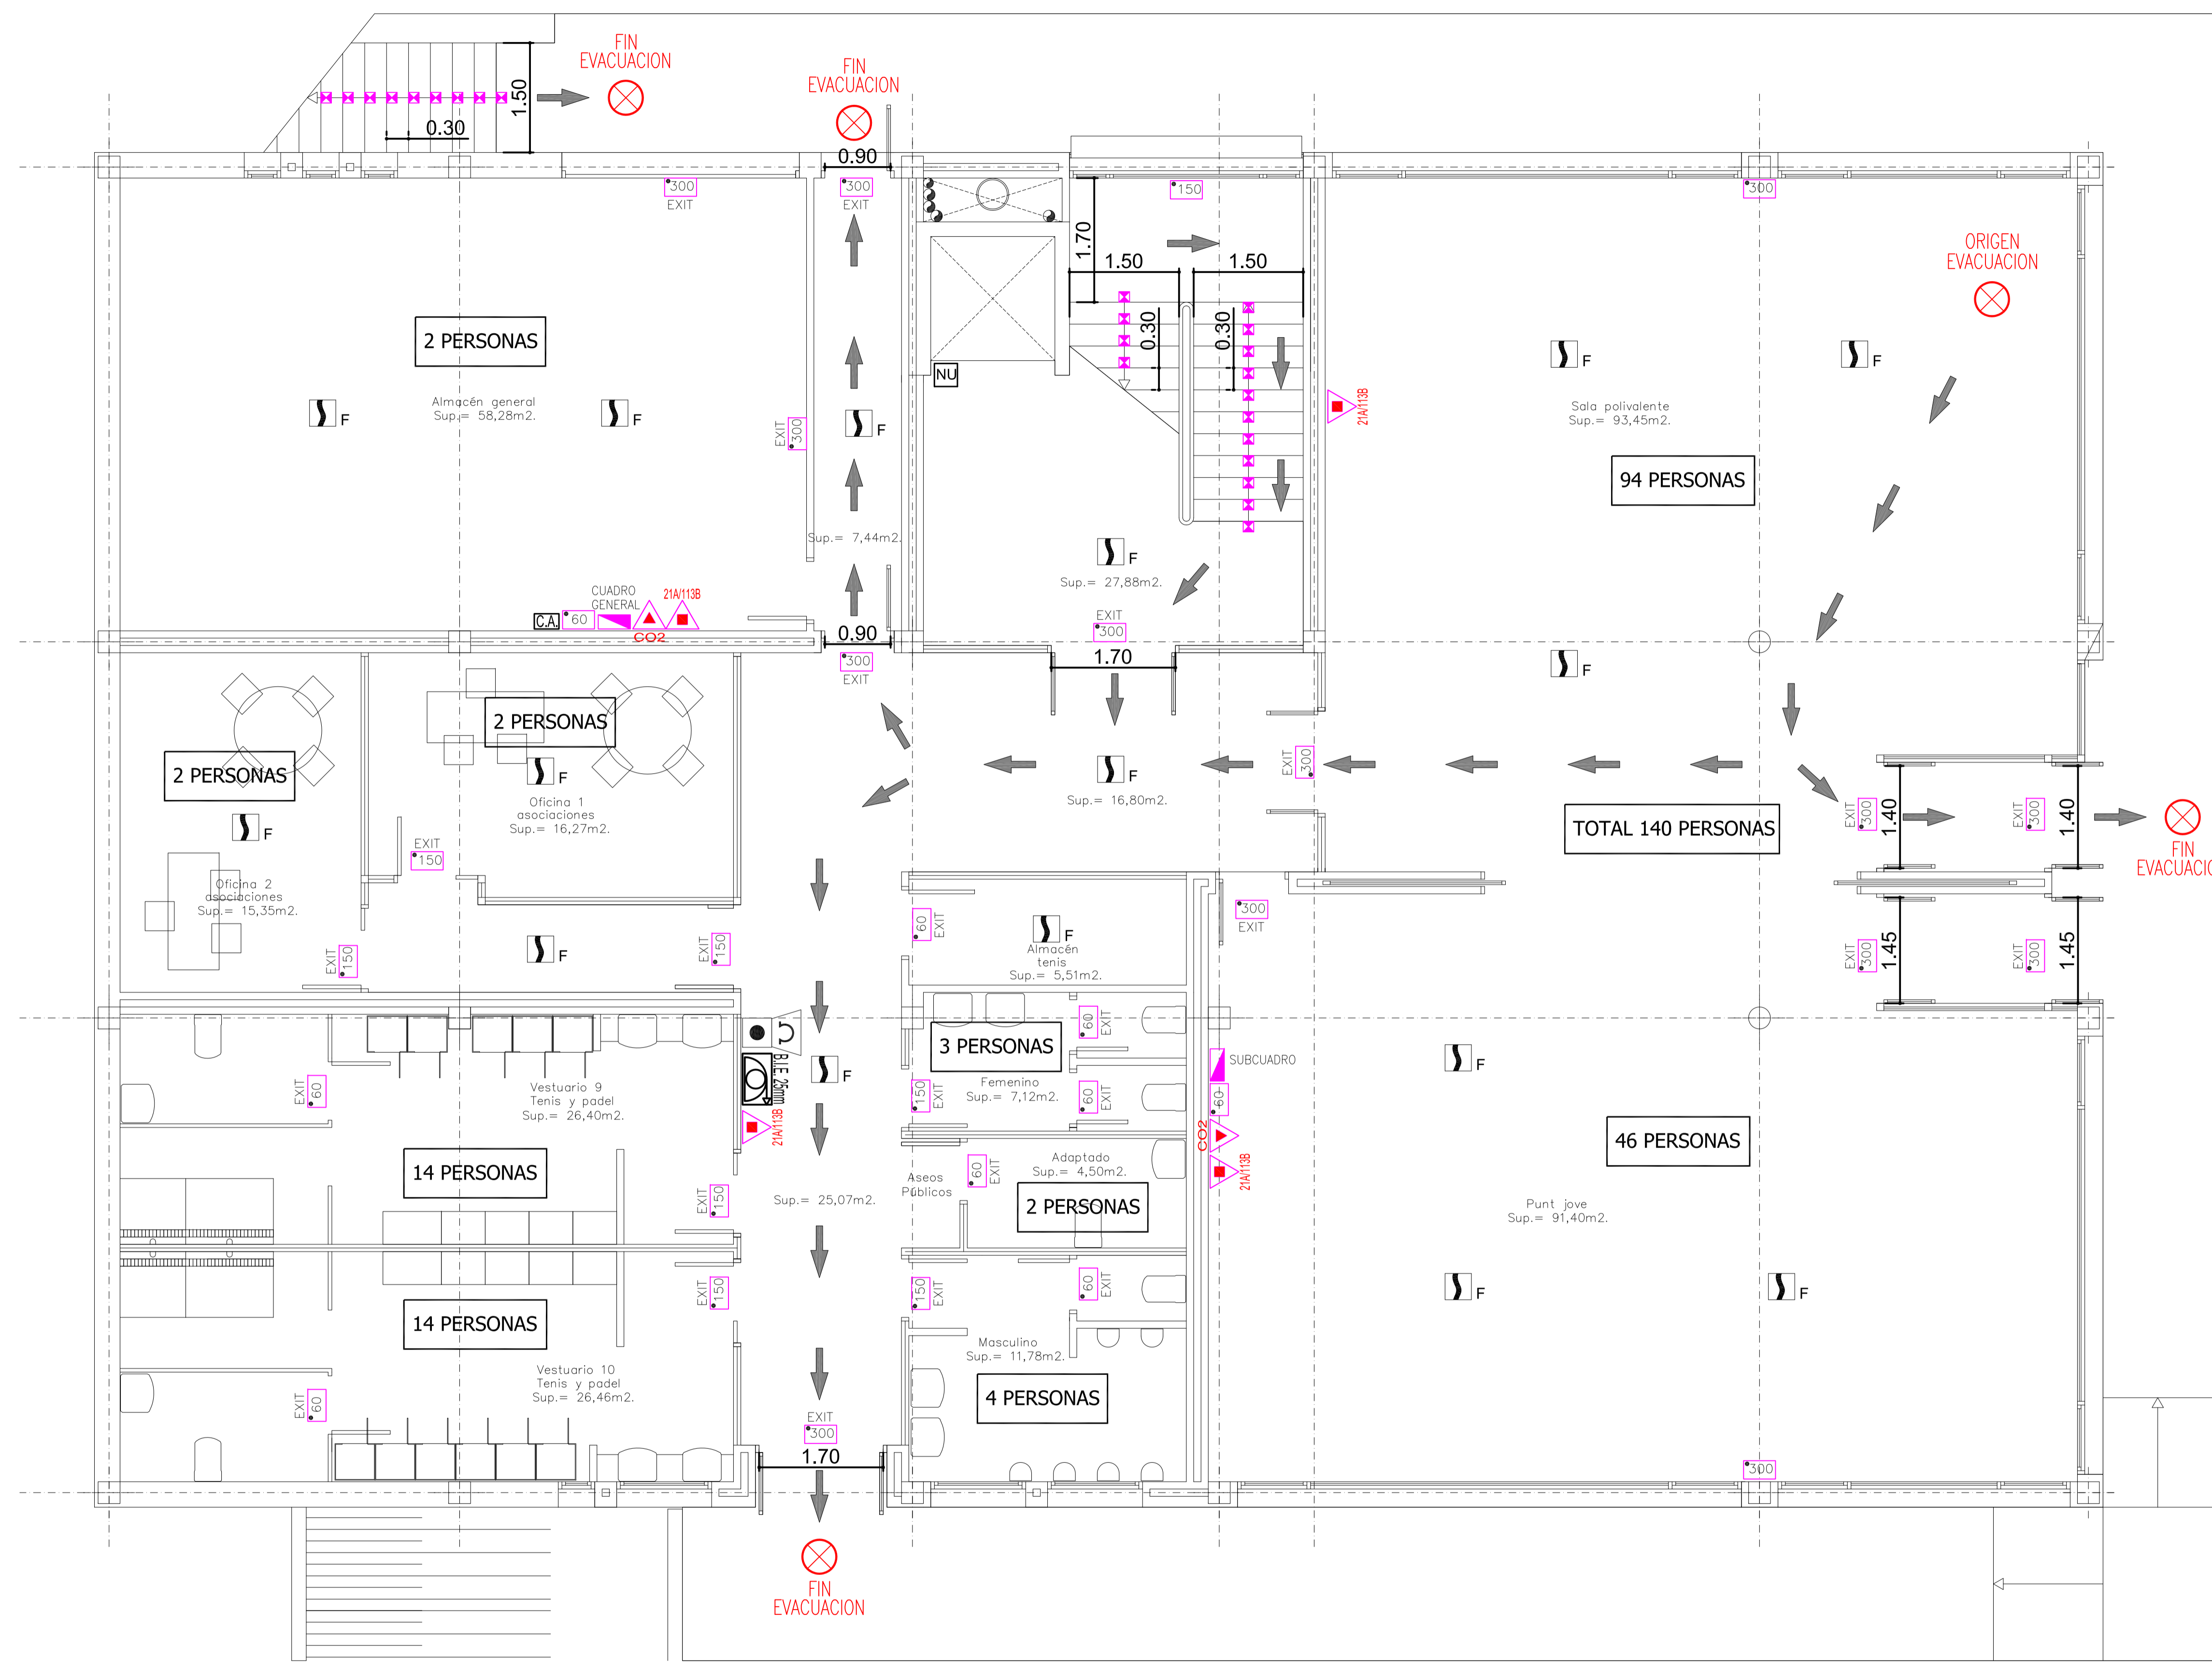 FIN
EVACUACION
FIN
EVACUACION
1.50
0.30
0.90
300
EXIT
300
EXIT
150
300
1.70
1.50
1.50
ORIGEN
EVACUACION
0.30
0.30
2 PERSONAS
Almacén general
Sup.= 58,28m2.
F
F
F
EXIT
300
NU
21A/113B
F
F
Sala polivalente
Sup.= 93,45m2.
94 PERSONAS
Sup.= 7,44m2.
F
Sup.= 27,88m2.
EXIT
300
CUADRO
GENERAL
21A/113B
C.A.
60
CO2
0.90
300
EXIT
1.70
F
2 PERSONAS
2 PERSONAS
F
Oficina 1
asociaciones
Sup.= 16,27m2.
F
EXIT
150
Oficina 2
asociaciones
Sup.= 15,35m2.
F
Sup.= 16,80m2.
EXIT
300
TOTAL 140 PERSONAS
EXIT
300
1.40
EXIT
300
1.40
FIN
EVACUACIO
EXIT
150
F
EXIT
150
60
EXIT
F
Almacén
tenis
Sup.= 5,51m2.
300
EXIT
EXIT
300
1.45
EXIT
300
1.45
B.I.E. 25mm
F
21A/113B
3 PERSONAS
Femenino
Sup.= 7,12m2.
60
EXIT
60
EXIT
150
EXIT
SUBCUADRO
60
CO2
21A/113B
F
EXIT
60
Vestuario 9
Tenis y padel
Sup.= 26,40m2.
14 PERSONAS
EXIT
150
Sup.= 25,07m2.
Aseos
Públicos
60
EXIT
Adaptado
Sup.= 4,50m2.
2 PERSONAS
46 PERSONAS
Punt jove
Sup.= 91,40m2.
F
F
14 PERSONAS
EXIT
150
150
EXIT
60
EXIT
Vestuario 10
Tenis y padel
Sup.= 26,46m2.
EXIT
60
Masculino
Sup.= 11,78m2.
4 PERSONAS
EXIT
300
1.70
300
FIN
EVACUACION